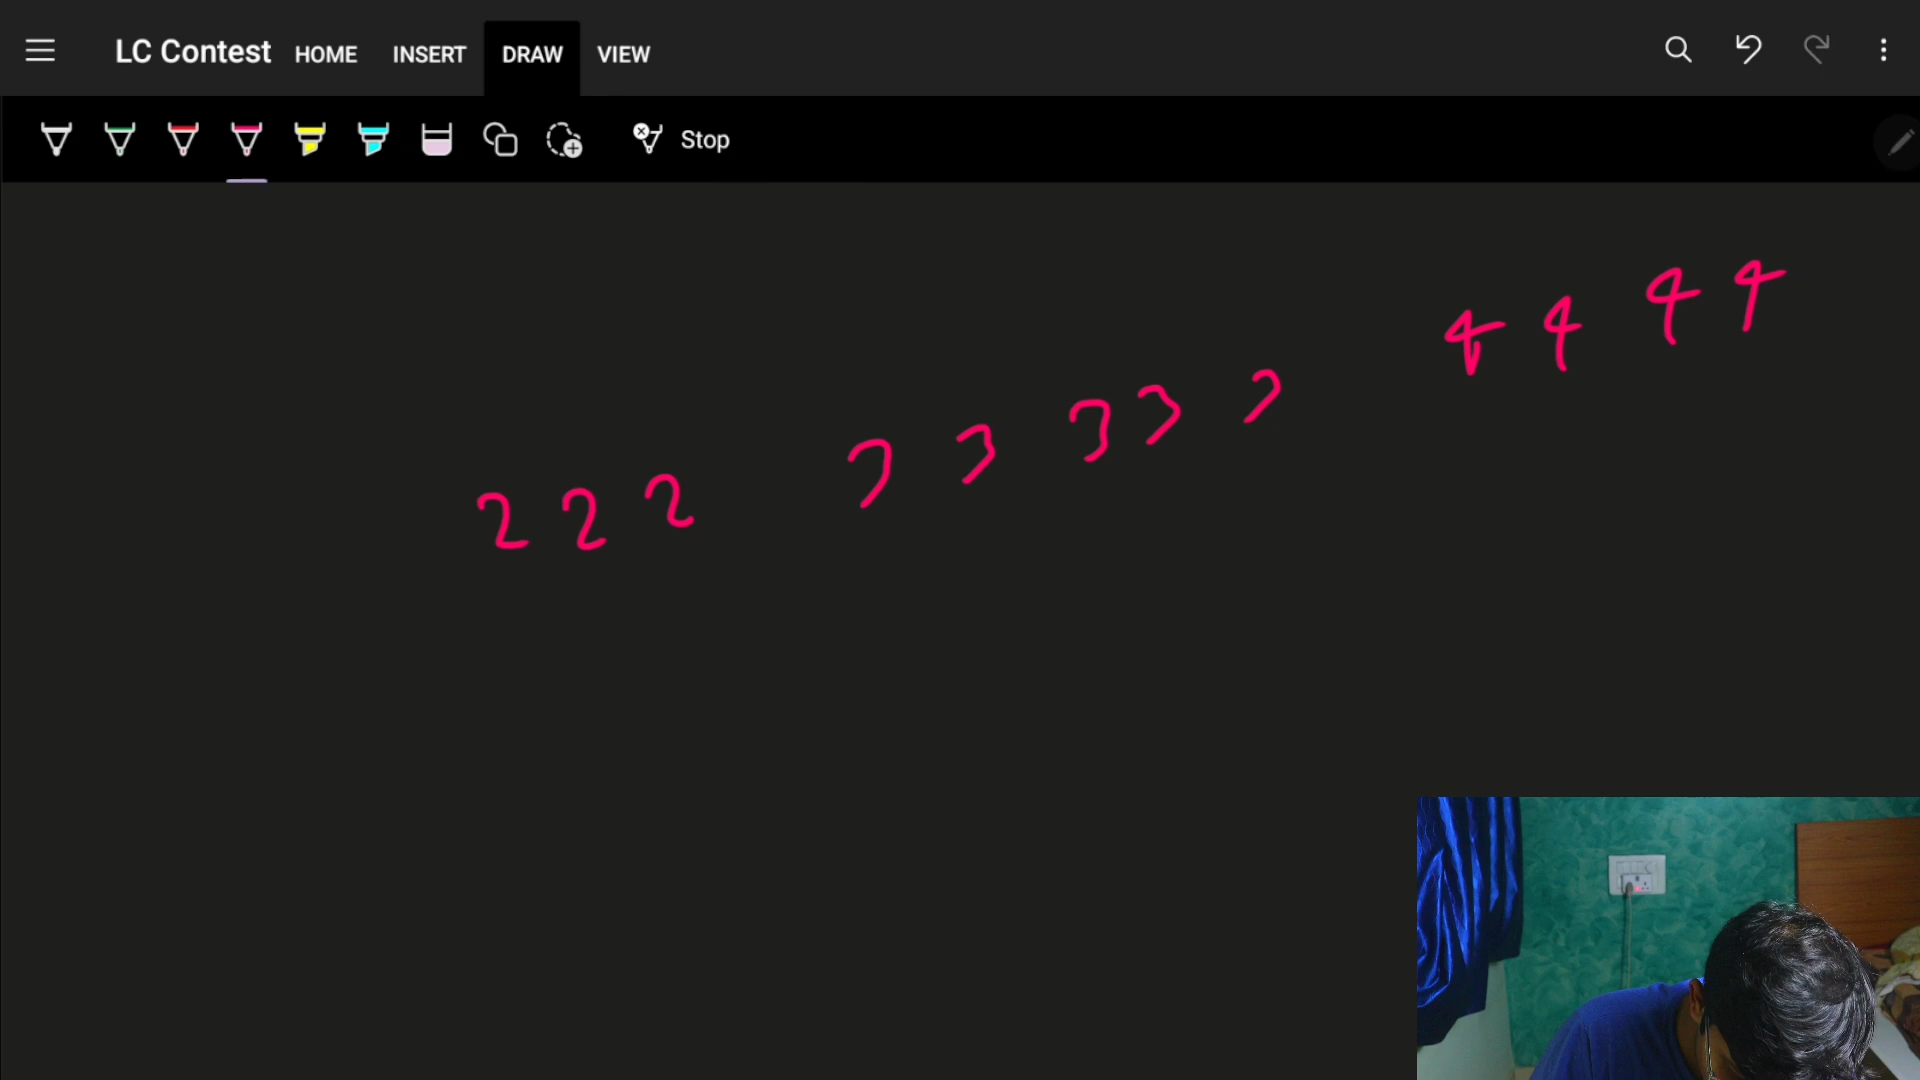 LC Contest HOME INSERT DRAW VIEW
Stop
2 2 2 3 3 3 3 3 4 4 4 4